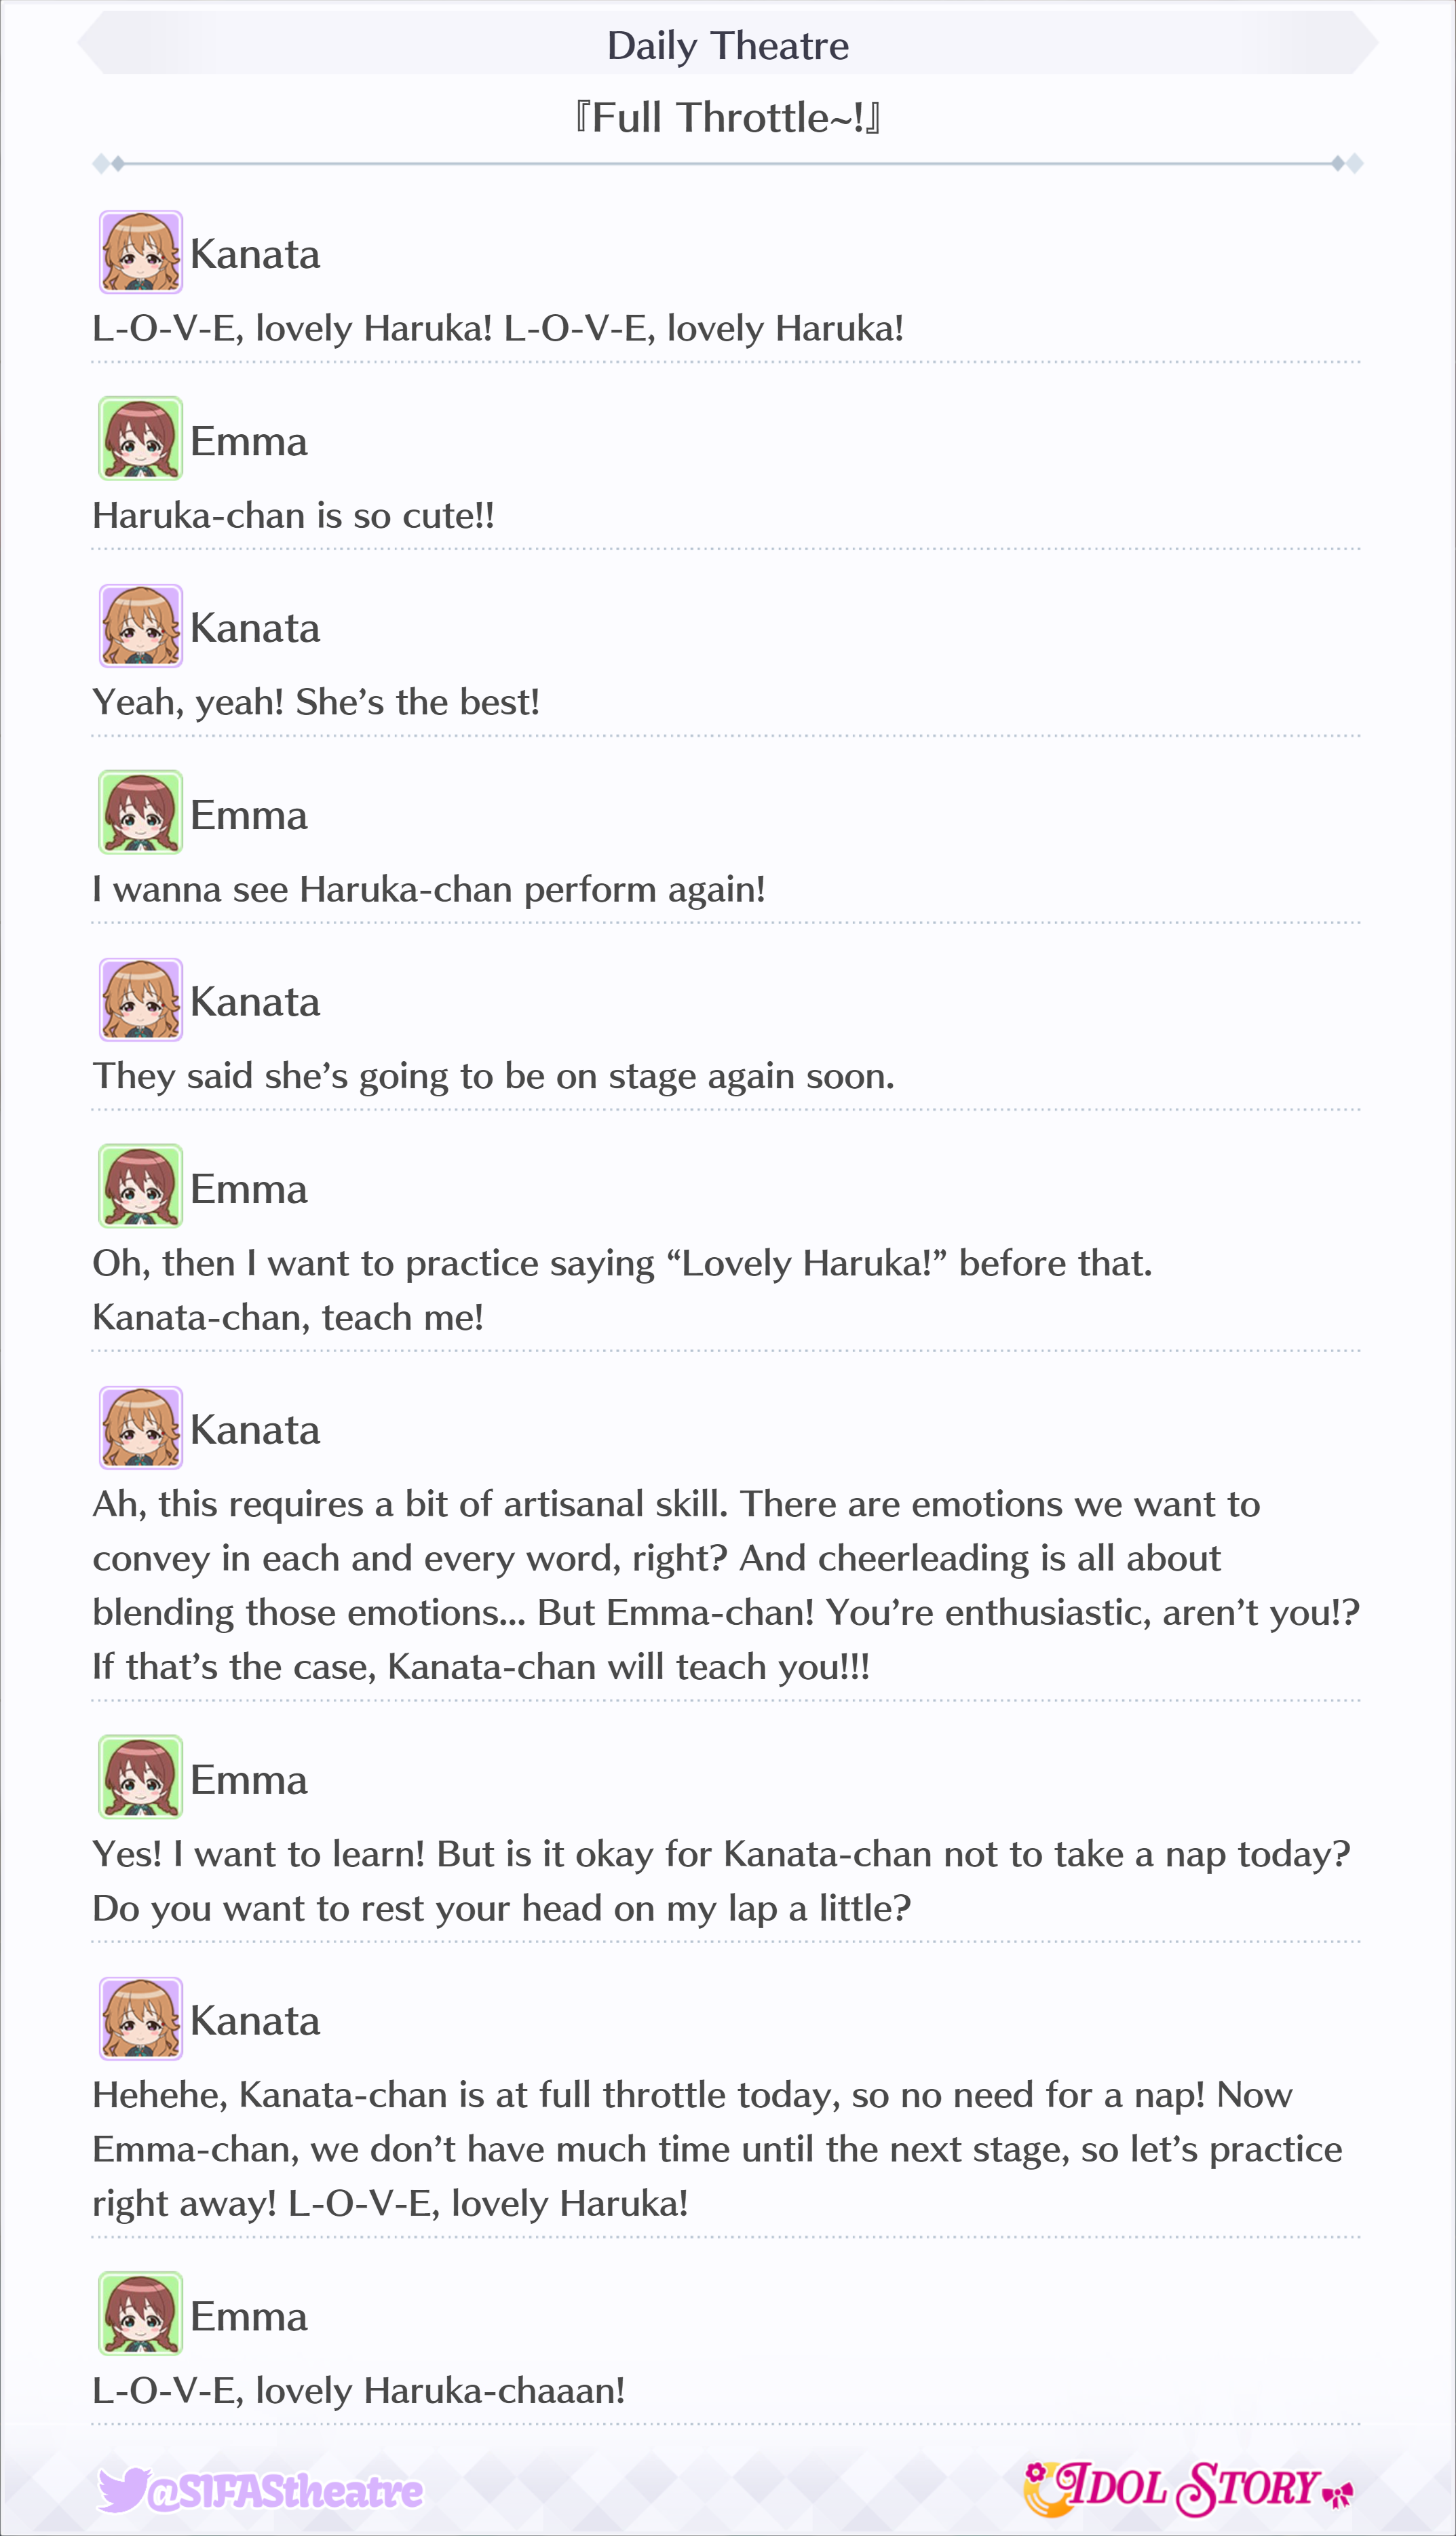 Daily Theatre
『Full Throttle~!』
Kanata
L-O-V-E, lovely Haruka! L-O-V-E, lovely Haruka!
Emma
Haruka-chan is so cute!!
Kanata
Yeah, yeah! She’s the best!
Emma
I wanna see Haruka-chan perform again!
Kanata
They said she’s going to be on stage again soon.
Emma
Oh, then I want to practice saying “Lovely Haruka!” before that.
Kanata-chan, teach me!
Kanata
Ah, this requires a bit of artisanal skill. There are emotions we want to
convey in each and every word, right? And cheerleading is all about
blending those emotions... But Emma-chan! You’re enthusiastic, aren’t you!?
If that’s the case, Kanata-chan will teach you!!!
Emma
Yes! I want to learn! But is it okay for Kanata-chan not to take a nap today?
Do you want to rest your head on my lap a little?
Kanata
Hehehe, Kanata-chan is at full throttle today, so no need for a nap! Now
Emma-chan, we don’t have much time until the next stage, so let’s practice
right away! L-O-V-E, lovely Haruka!
Emma
L-O-V-E, lovely Haruka-chaaan!
@SIFAStheatre
IDOL STORY